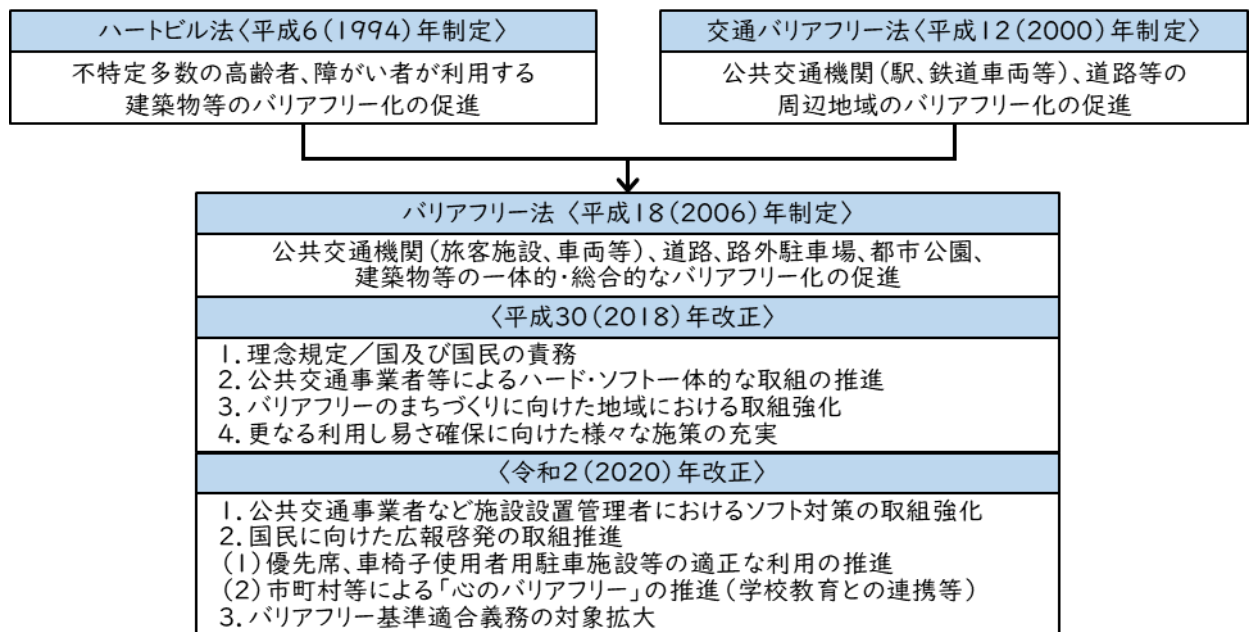 ハートビル法〈平成6(1994)年制定〉
不特定多数の高齢者、障がい者が利用する
建築物等のバリアフリー化の促進
交通バリアフリー法〈平成12(2000)年制定〉
公共交通機関(駅、鉄道車両等)、道路等の
周辺地域のバリアフリー化の促進
バリアフリー法〈平成18(2006)年制定〉
公共交通機関(旅客施設、車両等)、道路、路外駐車場、都市公園、
建築物等の一体的・総合的なバリアフリー化の促進
〈平成30(2018)年改正〉
1.理念規定/国及び国民の責務
2.公共交通事業者等によるハード・ソフト一体的な取組の推進
3.バリアフリーのまちづくりに向けた地域における取組強化
4.更なる利用し易さ確保に向けた様々な施策の充実
〈令和2(2020)年改正〉
1.公共交通事業者など施設設置管理者におけるソフト対策の取組強化
2.国民に向けた広報啓発の取組推進
(1)優先席、車椅子使用者用駐車施設等の適正な利用の推進
(2)市町村等による「心のバリアフリー」の推進(学校教育との連携等)
3.バリアフリー基準適合義務の対象拡大